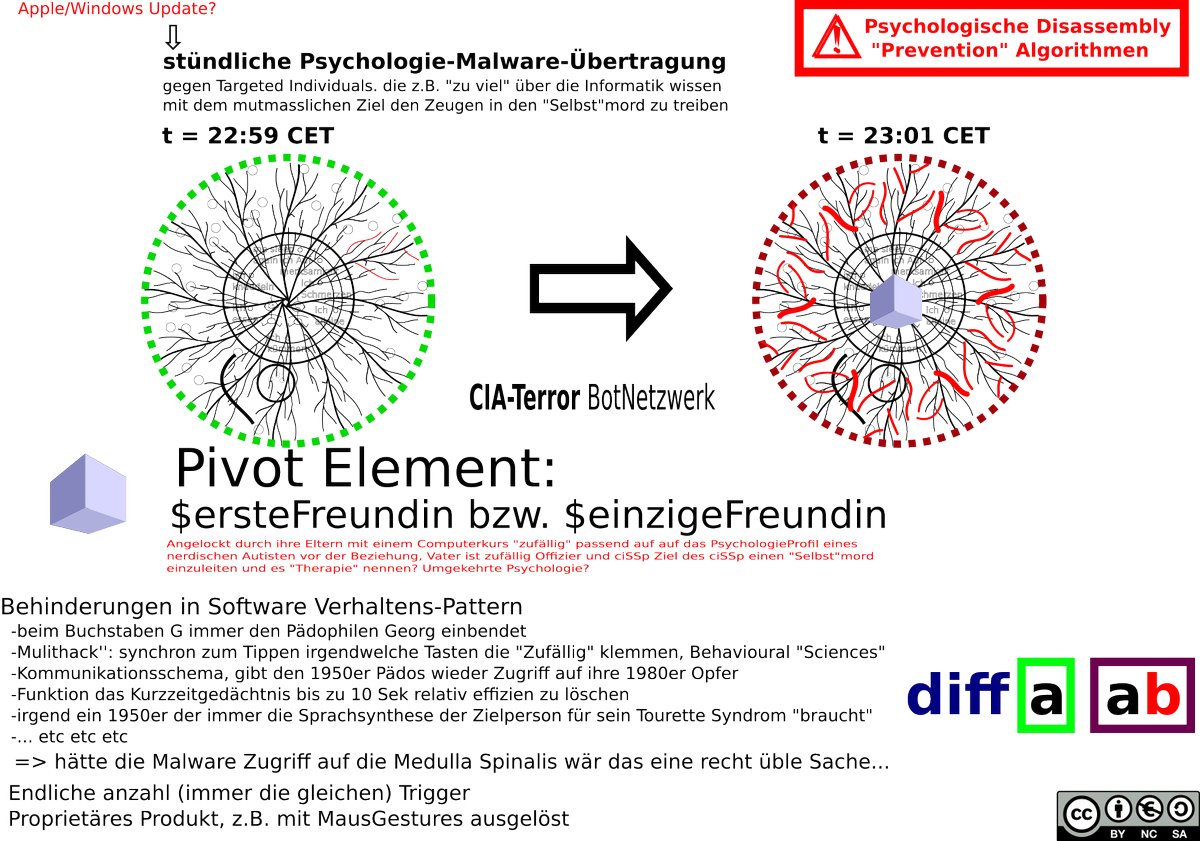 Apple/Windows Update?
stündliche Psychologie-Malware-Übertragung
gegen Targeted Individuals. die z.B. "zu viel" über die Informatik wissen
mit dem mutmasslichen Ziel den Zeugen in den "Selbst"mord zu treiben
Psychologische Disassembly
"Prevention" Algorithmen
t = 22:59 CET
t = 23:01 CET
Ich
Schmerzen
Ich
CIA-Terror BotNetzwerk
Pivot Element:
$ersteFreundin bzw. $einzigeFreundin
Angelockt durch ihre Eltern mit einem Computerkurs "zufällig" passend auf auf das PsychologieProfil eines
nerdischen Autisten vor der Beziehung, Vater ist zufällig Offizier und ciSSp Ziel des ciSSp einen "Selbst"mord
einzuleiten und es "Therapie" nennen? Umgekehrte Psychologie?
Behinderungen in Software Verhaltens-Pattern
-beim Buchstaben G immer den Pädophilen Georg einbendet
-Mulithack'': synchron zum Tippen irgendwelche Tasten die "Zufällig" klemmen, Behavioural "Sciences"
-Kommunikationsschema, gibt den 1950er Pädos wieder Zugriff auf ihre 1980er Opfer
-Funktion das Kurzzeitgedächtnis bis zu 10 Sek relativ effizien zu löschen
-irgend ein 1950er der immer die Sprachsynthese der Zielperson für sein Tourette Syndrom "braucht"
-... etc etc etc
=> hätte die Malware Zugriff auf die Medulla Spinalis wär das eine recht üble Sache...
diff a ab
Endliche anzahl (immer die gleichen) Trigger
Proprietäres Produkt, z.B. mit MausGestures ausgelöst
cc
BY NC SA